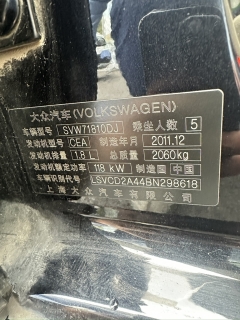 大众汽车(VOLKSWAGEN)
车辆型号 SVW71810DJ 乘坐人数 5
发动机型号 CEA 制造年月 2011.12
发动机排量 1.8 L 最大总质量 2060kg
发动机额定功率 118 kW 制造国 中国
车辆识别代号 LSVCD2A44BN298618
上海大众汽车有限公司